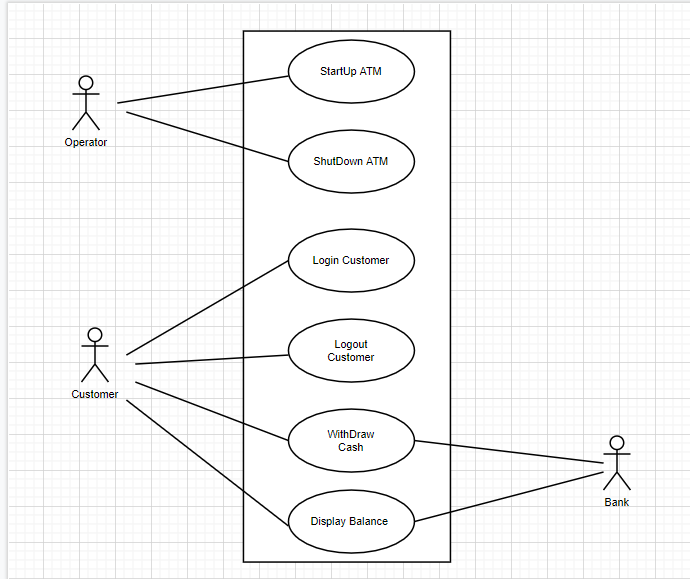 StartUp ATM
Operator
ShutDown ATM
Login Customer
Logout
Customer
Customer
WithDraw
Cash
Bank
Display Balance